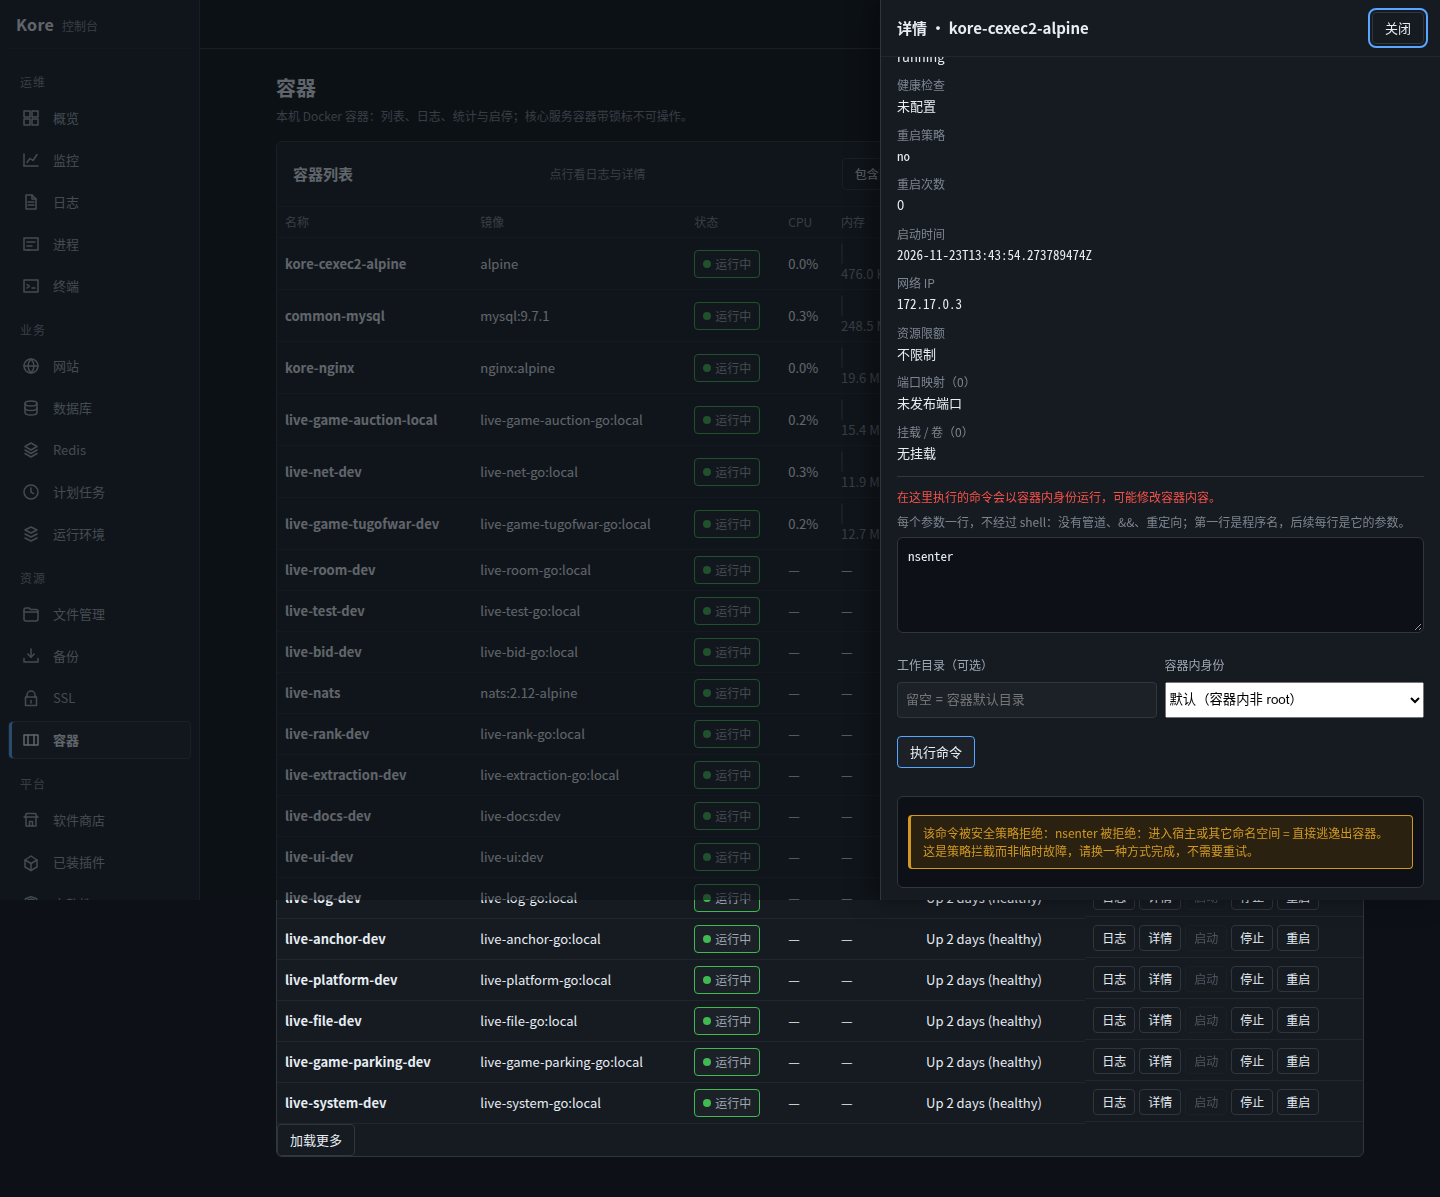 Kore 控制台
运维
概览
监控
日志
进程
终端
业务
网站
数据库
Redis
计划任务
运行环境
资源
文件管理
备份
SSL
容器
平台
软件商店
已装插件
容器
本机 Docker 容器：列表、日志、统计与启停；核心服务容器带锁标不可操作。
容器列表 点行看日志与详情 包含
名称 镜像 状态 CPU 内存
kore-cexec2-alpine alpine 运行中 0.0% 476.0
common-mysql mysql:9.7.1 运行中 0.3% 248.5
kore-nginx nginx:alpine 运行中 0.0% 19.6 M
live-game-auction-local live-game-auction-go:local 运行中 0.2% 15.4 M
live-net-dev live-net-go:local 运行中 0.3% 11.9 M
live-game-tugofwar-dev live-game-tugofwar-go:local 运行中 0.2% 12.7 M
live-room-dev live-room-go:local 运行中 — —
live-test-dev live-test-go:local 运行中 — —
live-bid-dev live-bid-go:local 运行中 — —
live-nats nats:2.12-alpine 运行中 — —
live-rank-dev live-rank-go:local 运行中 — —
live-extraction-dev live-extraction-go:local 运行中 — —
live-docs-dev live-docs:dev 运行中 — —
live-ui-dev live-ui:dev 运行中 — —
live-log-dev live-log-go:local 运行中 — — Up 2 days (healthy) 日志 详情 启动 停止 重启
live-anchor-dev live-anchor-go:local 运行中 — — Up 2 days (healthy) 日志 详情 启动 停止 重启
live-platform-dev live-platform-go:local 运行中 — — Up 2 days (healthy) 日志 详情 启动 停止 重启
live-file-dev live-file-go:local 运行中 — — Up 2 days (healthy) 日志 详情 启动 停止 重启
live-game-parking-dev live-game-parking-go:local 运行中 — — Up 2 days (healthy) 日志 详情 启动 停止 重启
live-system-dev live-system-go:local 运行中 — — Up 2 days (healthy) 日志 详情 启动 停止 重启
加载更多
详情 · kore-cexec2-alpine 关闭
running
健康检查
未配置
重启策略
no
重启次数
0
启动时间
2026-11-23T13:43:54.273789474Z
网络 IP
172.17.0.3
资源限额
不限制
端口映射（0）
未发布端口
挂载 / 卷（0）
无挂载
在这里执行的命令会以容器内身份运行，可能修改容器内容。
每个参数一行，不经过 shell：没有管道、&&、重定向；第一行是程序名，后续每行是它的参数。
nsenter
工作目录（可选） 容器内身份
留空 = 容器默认目录 默认（容器内非 root）
执行命令
该命令被安全策略拒绝：nsenter 被拒绝：进入宿主或其它命名空间 = 直接逃逸出容器。
这是策略拦截而非临时故障，请换一种方式完成，不需要重试。